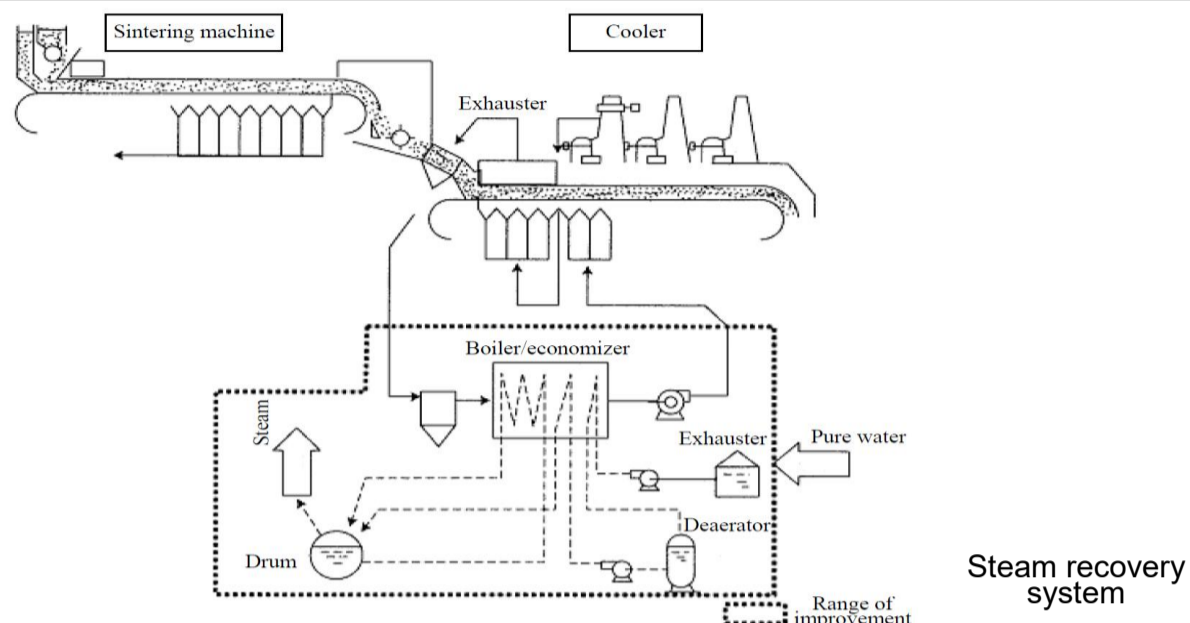 Sintering machine
Cooler
Exhauster
Boiler/economizer
Steam
Exhauster
Pure water
Deaerator
Drum
Steam recovery
system
Range of
improvement